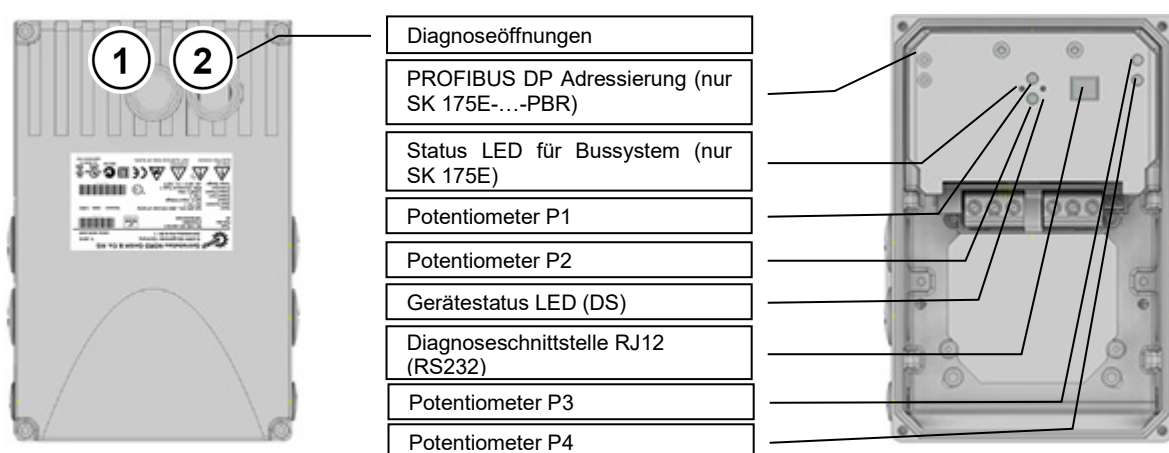 1
2
Diagnoseöffnungen
PROFIBUS DP Adressierung (nur
SK 175E-…-PBR)
Status LED für Bussystem (nur
SK 175E)
Potentiometer P1
Potentiometer P2
Gerätestatus LED (DS)
Diagnoseschnittstelle RJ12
(RS232)
Potentiometer P3
Potentiometer P4